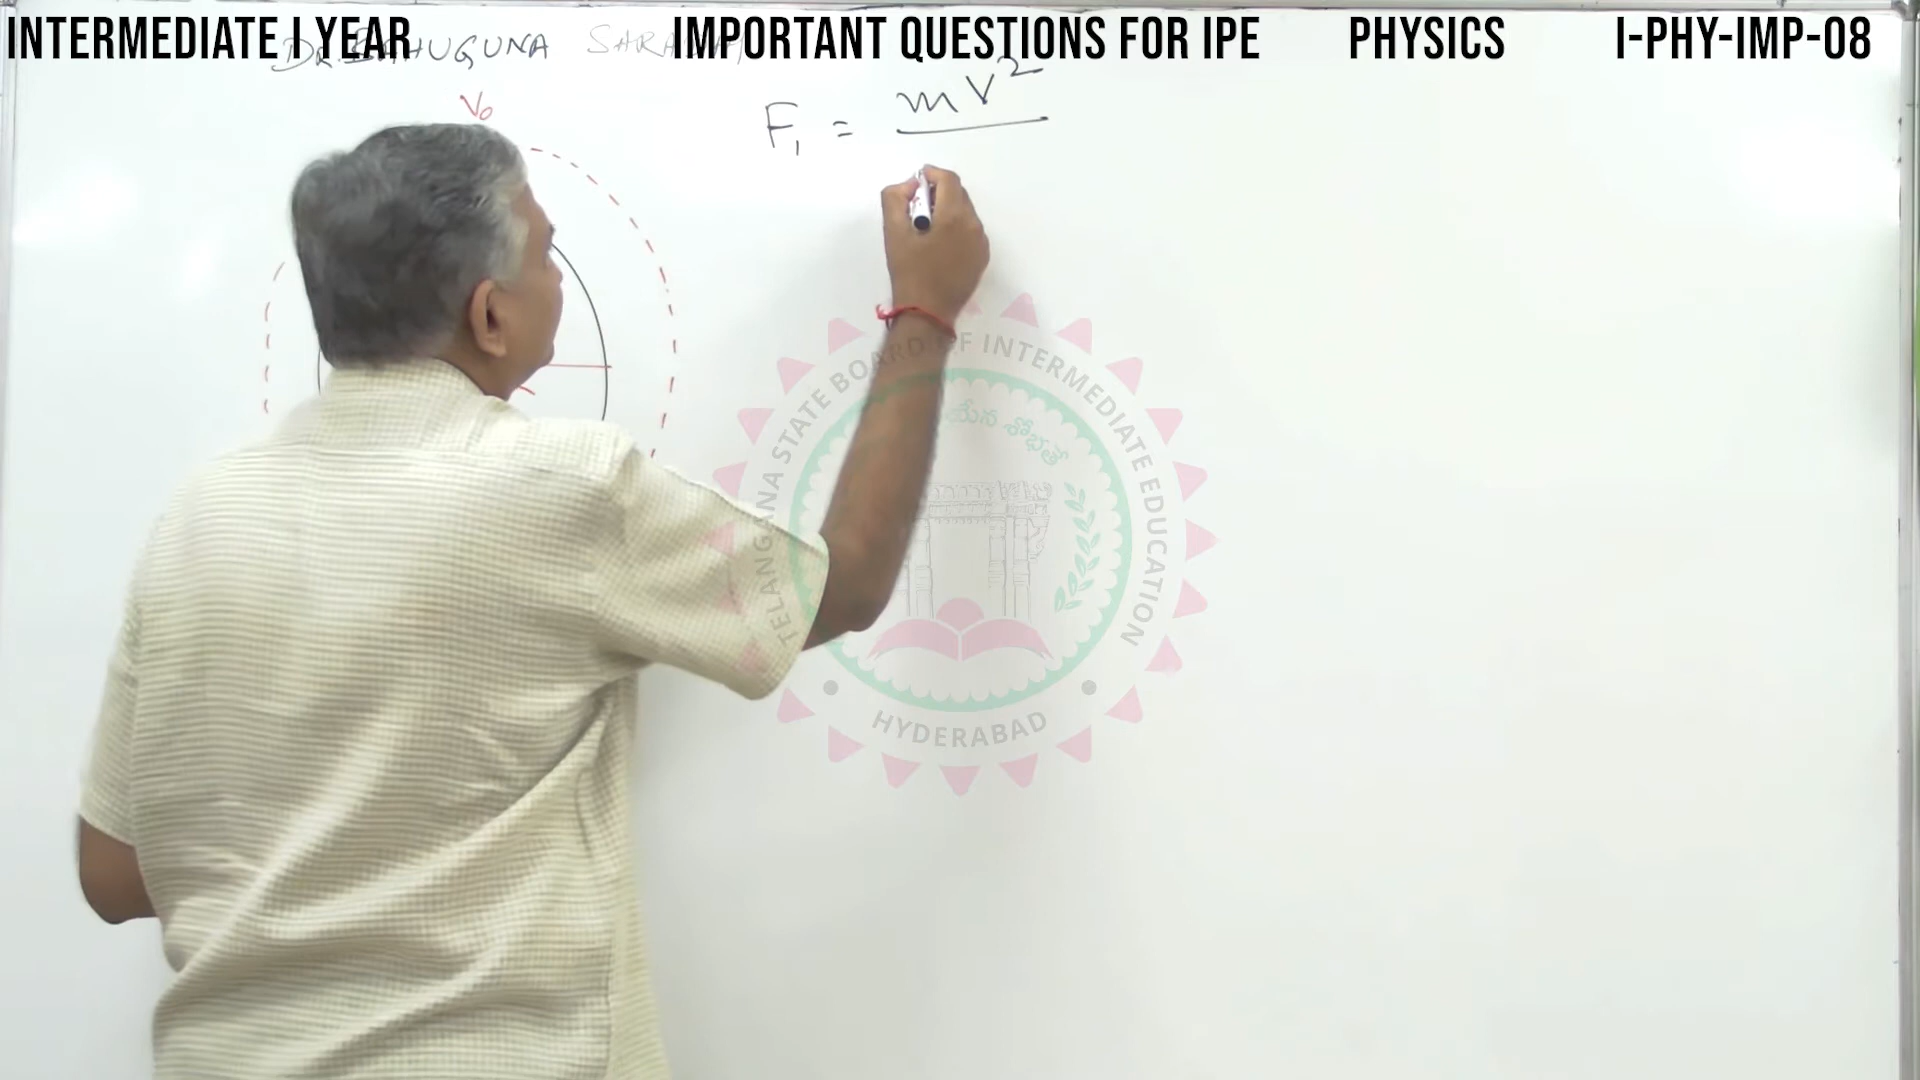 INTERMEDIATE I YEAR IMPORTANT QUESTIONS FOR IPE PHYSICS I-PHY-IMP-08
V₀
F₁ = mv²
TELANGANA STATE BOARD OF INTERMEDIATE EDUCATION
HYDERABAD